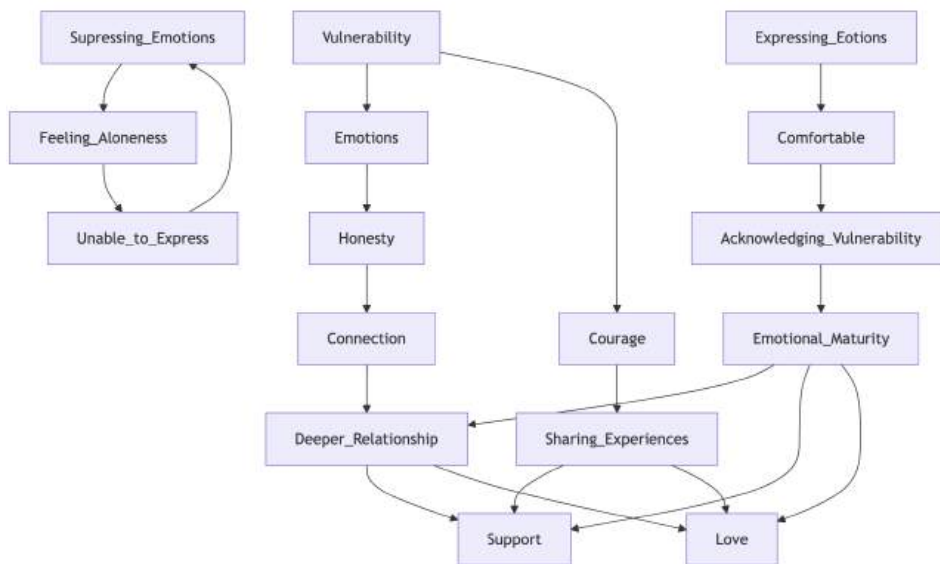 Supressing_Emotions
Vulnerability
Expressing_Eotions
Feeling_Aloneness
Emotions
Comfortable
Unable_to_Express
Honesty
Acknowledging_Vulnerability
Connection
Courage
Emotional_Maturity
Deeper_Relationship
Sharing_Experiences
Support
Love